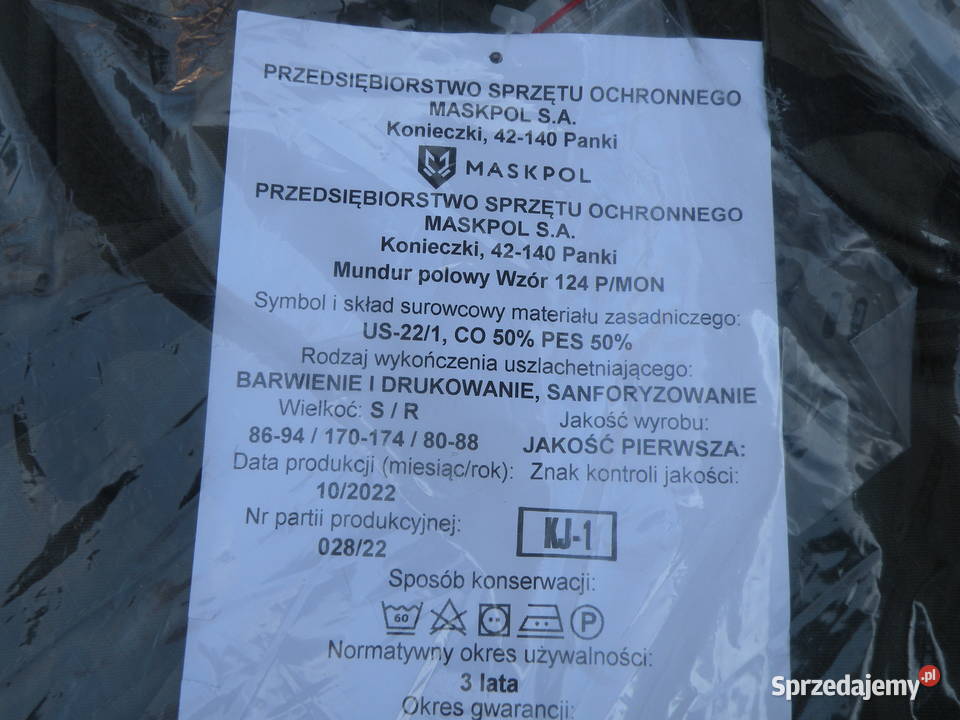 PRZEDSIĘBIORSTWO SPRZĘTU OCHRONNEGO
MASKPOL S.A.
Konieczki, 42-140 Panki
MASKPOL
PRZEDSIĘBIORSTWO SPRZĘTU OCHRONNEGO
MASKPOL S.A.
Konieczki, 42-140 Panki
Mundur polowy Wzór 124 P/MON
Symbol i skład surowcowy materiału zasadniczego:
US-22/1, CO 50% PES 50%
Rodzaj wykończenia uszlachetniającego:
BARWIENIE I DRUKOWANIE, SANFORYZOWANIE
Wielkoć: S / R
86-94 / 170-174 / 80-88
Data produkcji (miesiąc/rok):
10/2022
Nr partii produkcyjnej:
028/22
Jakość wyrobu:
JAKOŚĆ PIERWSZA:
Znak kontroli jakości:
KJ-1
Sposób konserwacji:
60 P
Normatywny okres używalności:
3 lata
Okres gwarancji:
Sprzedajemy.pl